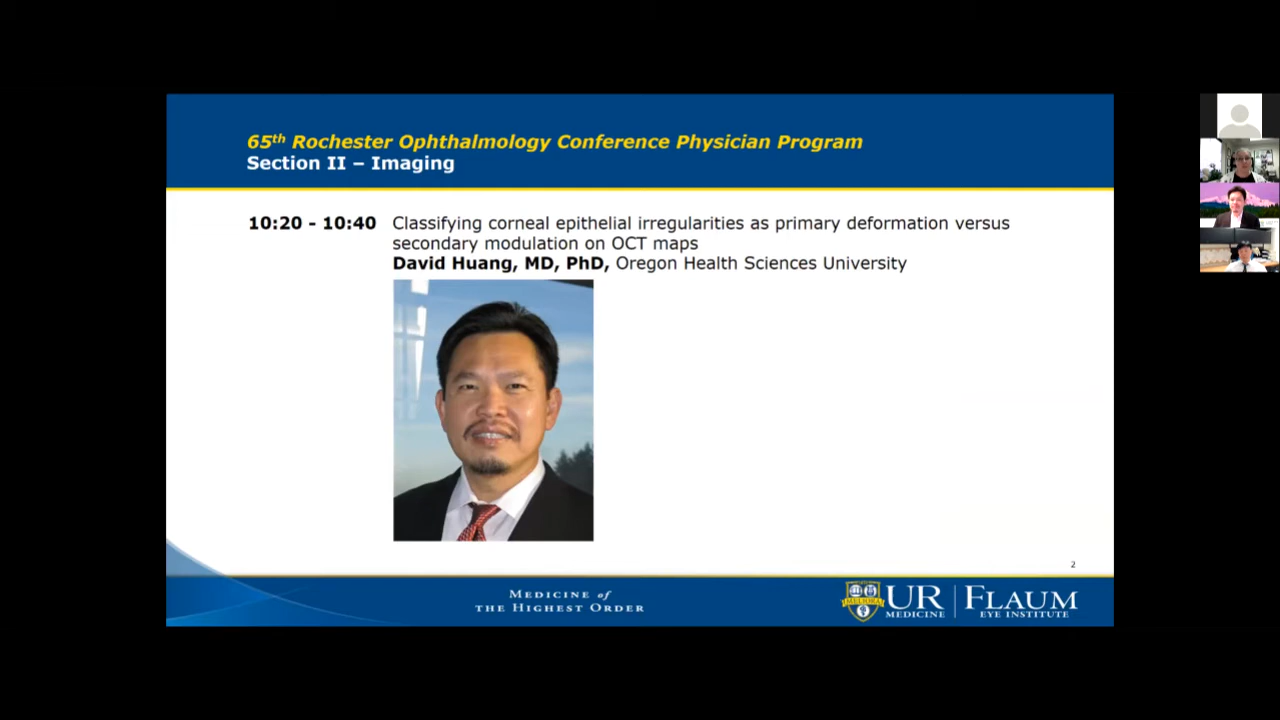 65th Rochester Ophthalmology Conference Physician Program
Section II – Imaging
10:20 - 10:40 Classifying corneal epithelial irregularities as primary deformation versus
secondary modulation on OCT maps
David Huang, MD, PhD, Oregon Health Sciences University
2
MEDICINE of
THE HIGHEST ORDER
UR
MEDICINE
FLAUM
EYE INSTITUTE